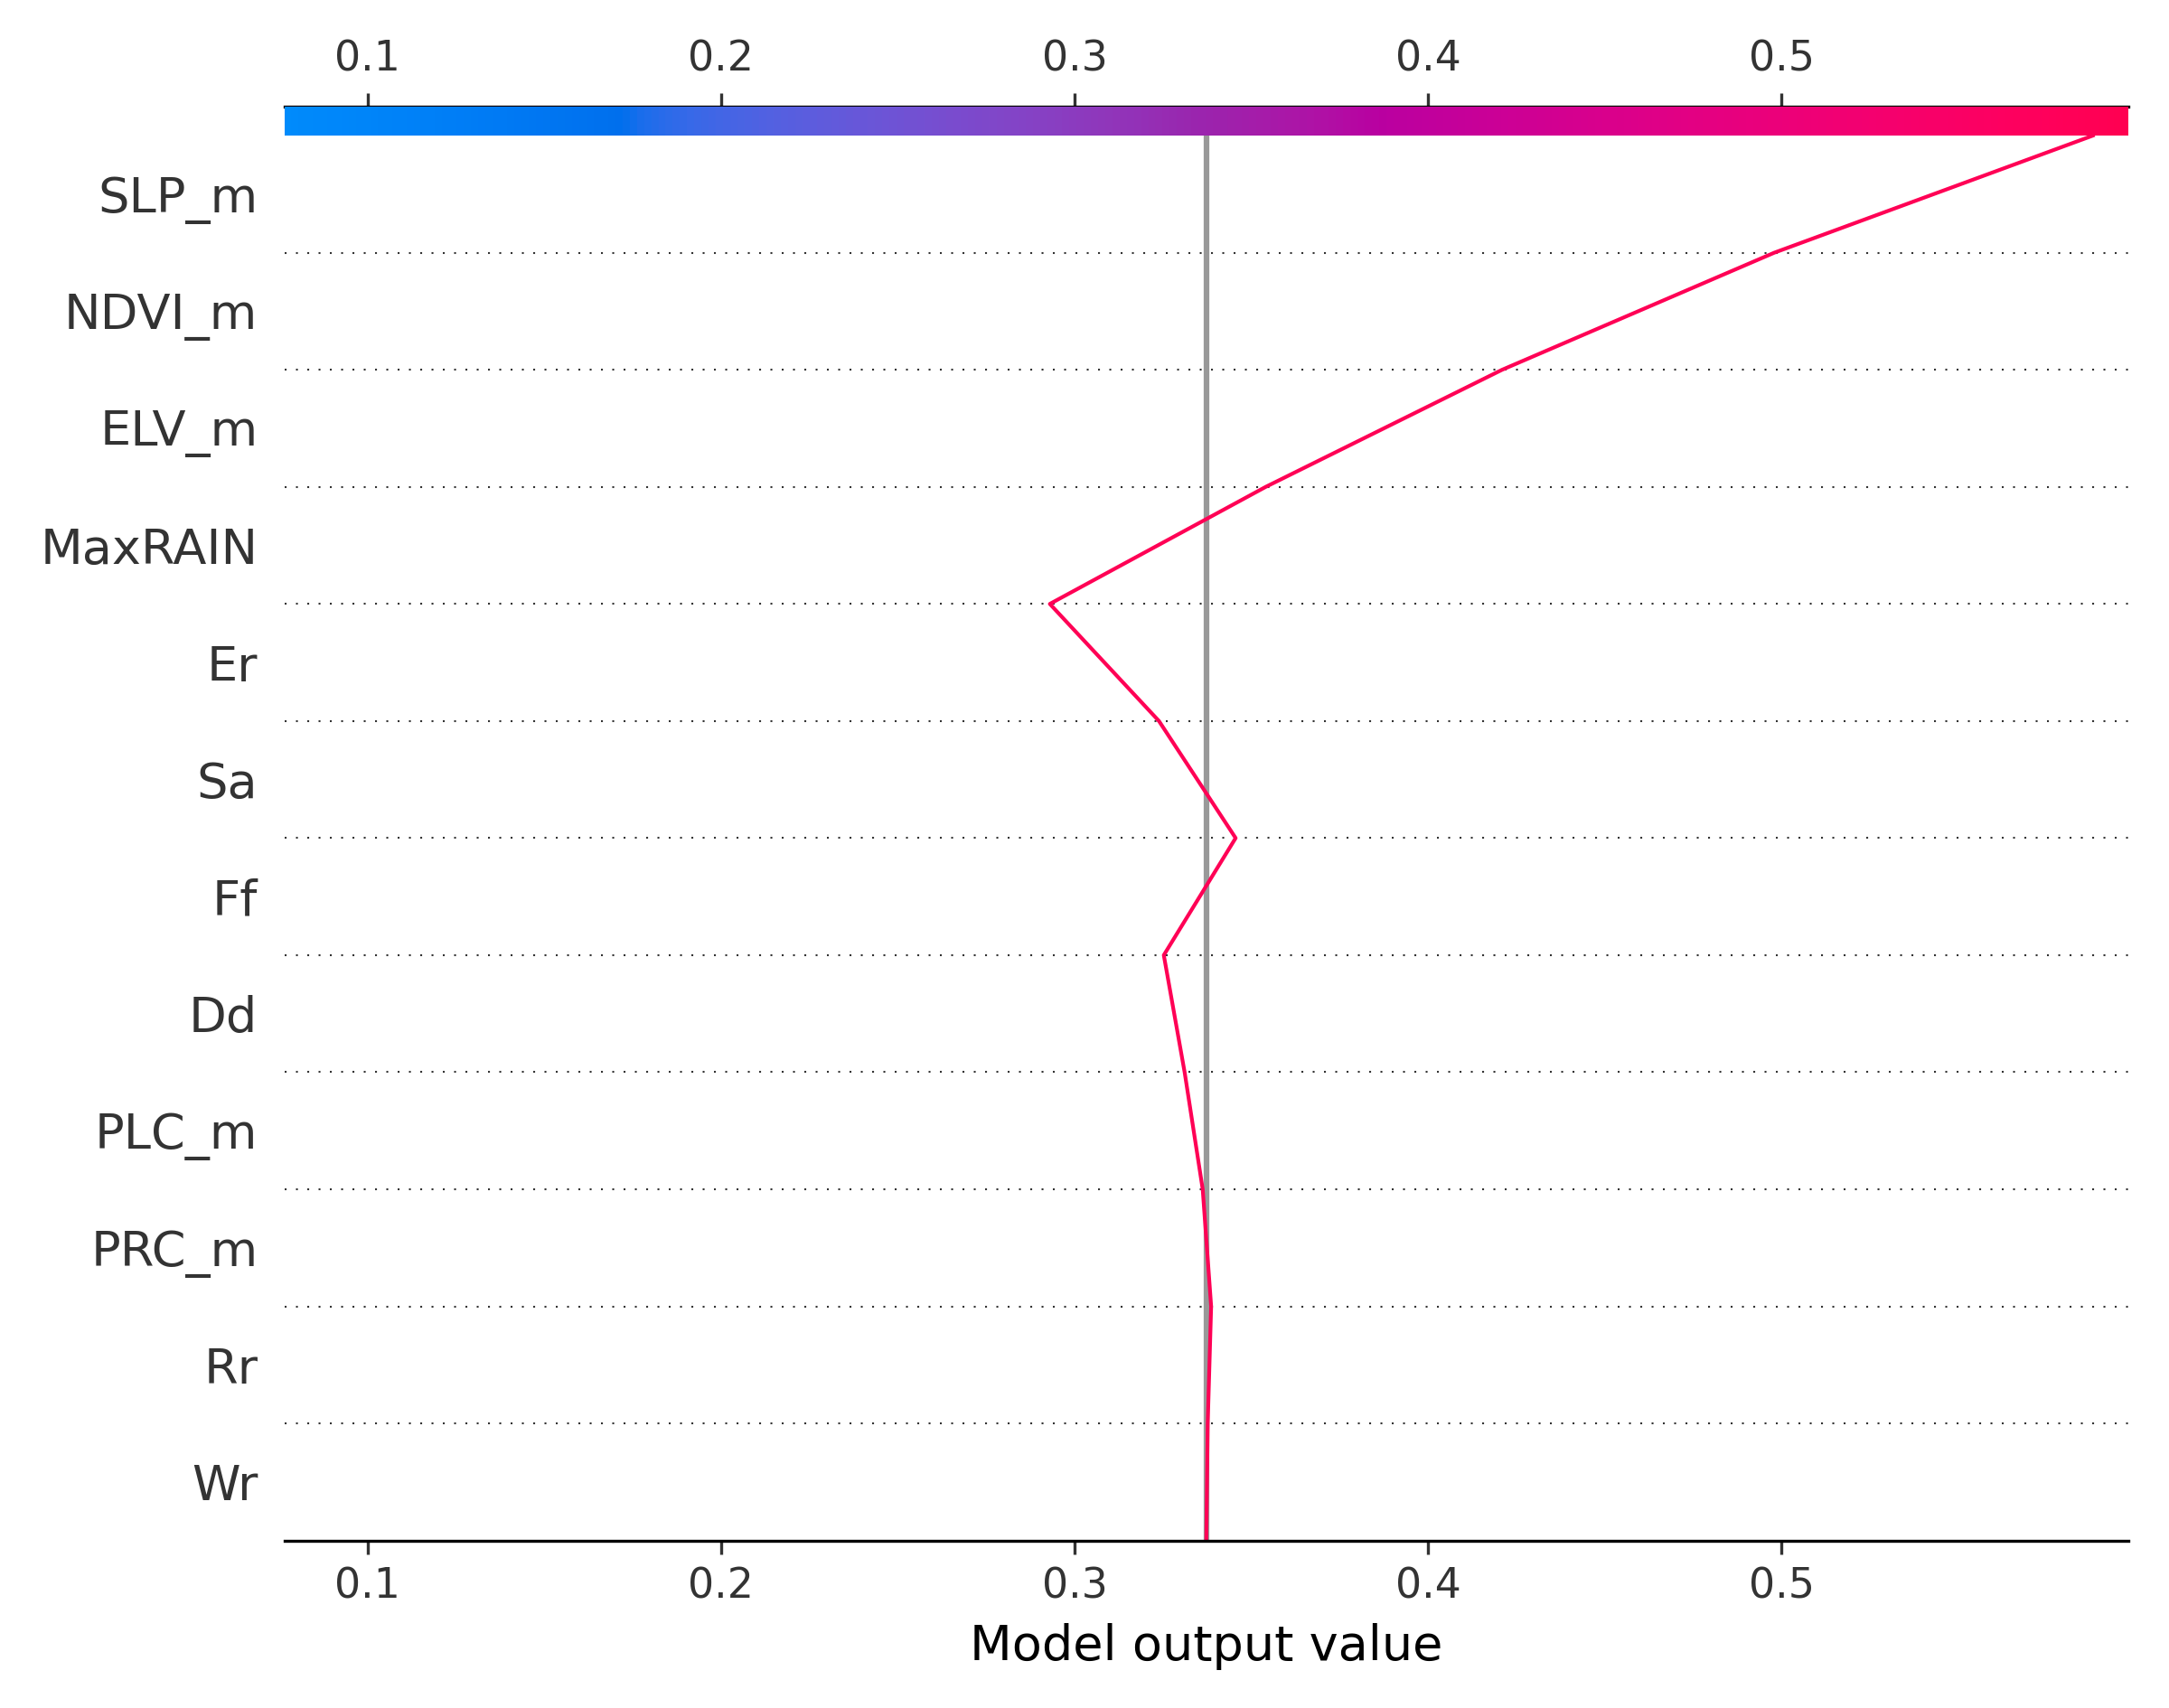 0.1 0.2 0.3 0.4 0.5
SLP_m
NDVI_m
ELV_m
MaxRAIN
Er
Sa
Ff
Dd
PLC_m
PRC_m
Rr
Wr
0.1 0.2 0.3 0.4 0.5
Model output value